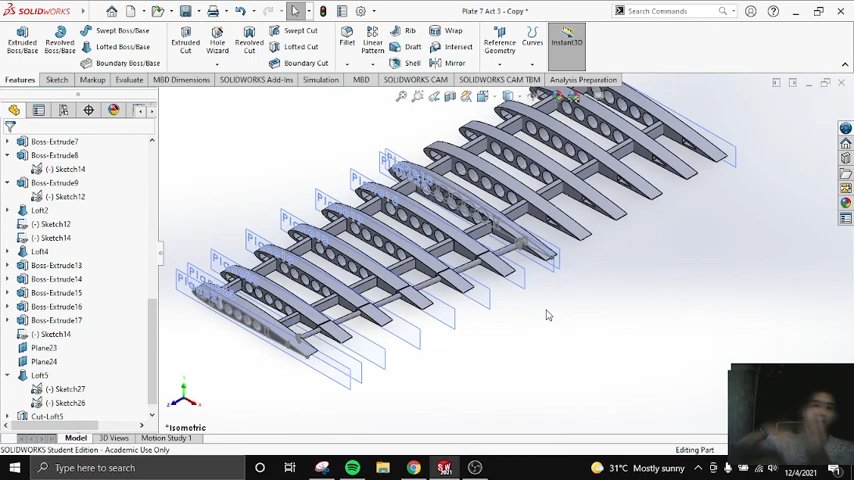 SOLIDWORKS
Plate 7 Act 3 - Copy *
Search Commands
Extruded Boss/Base
Revolved Boss/Base
Swept Boss/Base
Lofted Boss/Base
Boundary Boss/Base
Extruded Cut
Hole Wizard
Revolved Cut
Swept Cut
Lofted Cut
Boundary Cut
Fillet
Linear Pattern
Rib
Draft
Shell
Wrap
Intersect
Mirror
Reference Geometry
Curves
Instant3D
Features
Sketch
Markup
Evaluate
MBD Dimensions
SOLIDWORKS Add-Ins
Simulation
MBD
SOLIDWORKS CAM
SOLIDWORKS CAM TBM
Analysis Preparation
Boss-Extrude7
Boss-Extrude8
(-) Sketch14
Boss-Extrude9
(-) Sketch12
Loft2
(-) Sketch12
(-) Sketch14
Loft4
Boss-Extrude13
Boss-Extrude14
Boss-Extrude15
Boss-Extrude16
Boss-Extrude17
(-) Sketch14
Plane23
Plane24
Loft5
(-) Sketch27
(-) Sketch26
Cut-Loft5
*Isometric
Model
3D Views
Motion Study 1
SOLIDWORKS Student Edition - Academic Use Only
Editing Part
Type here to search
31°C Mostly sunny
12/4/2021